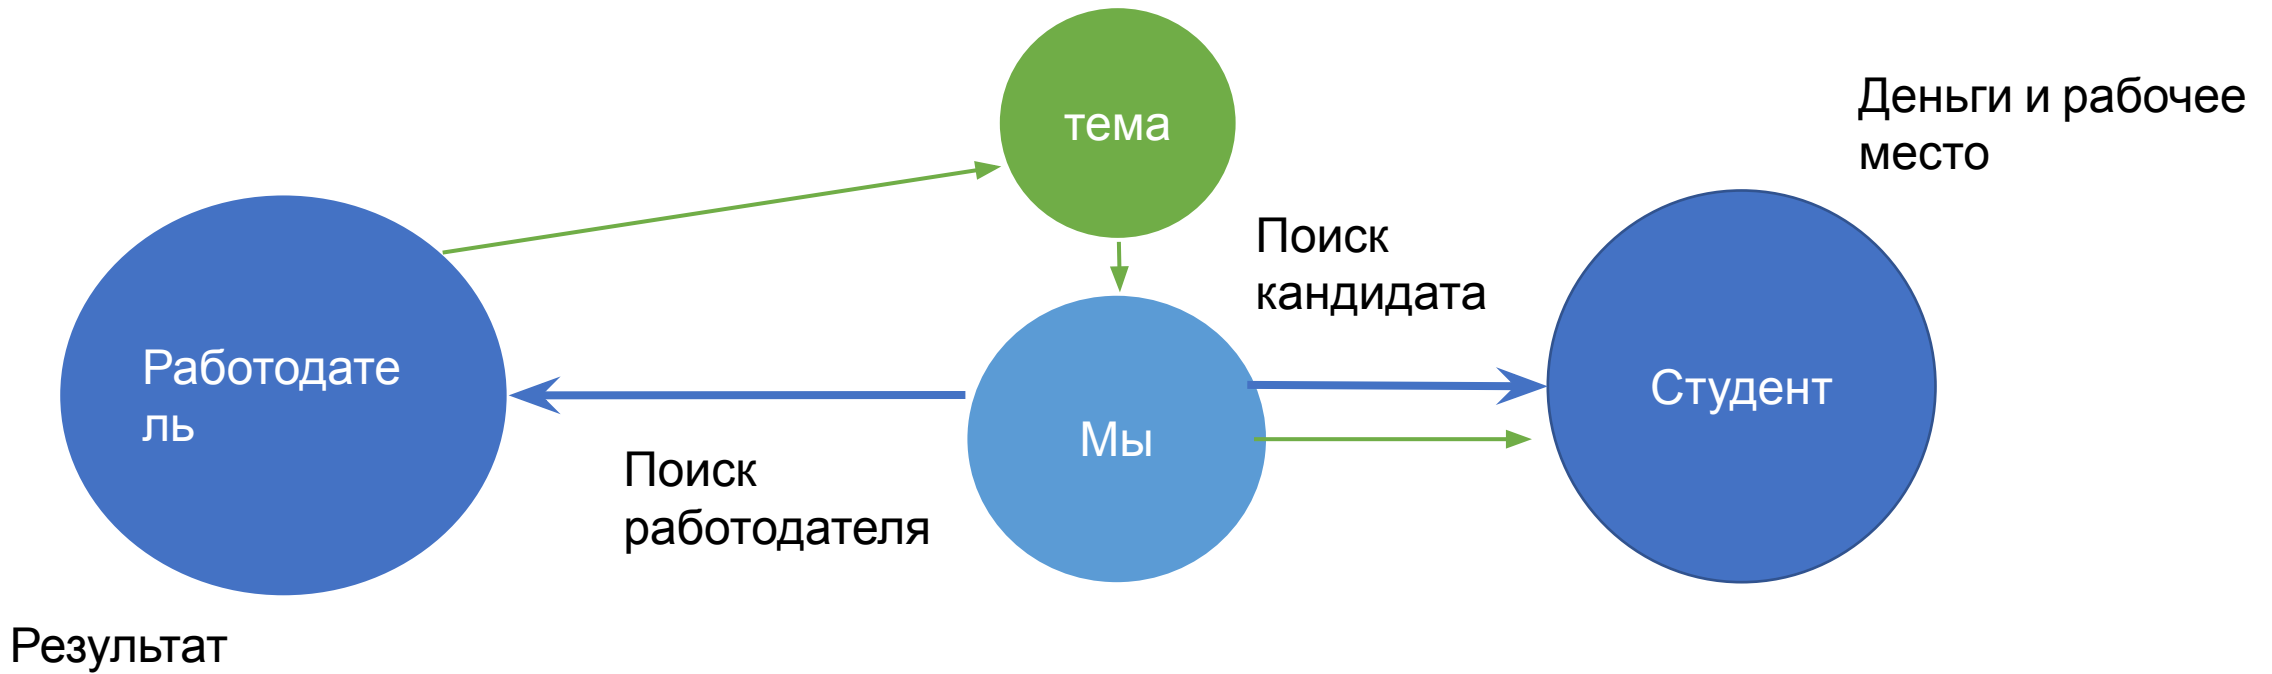 тема
Деньги и рабочее
место
Поиск
кандидата
Работодате
ль
Студент
Мы
Поиск
работодателя
Результат